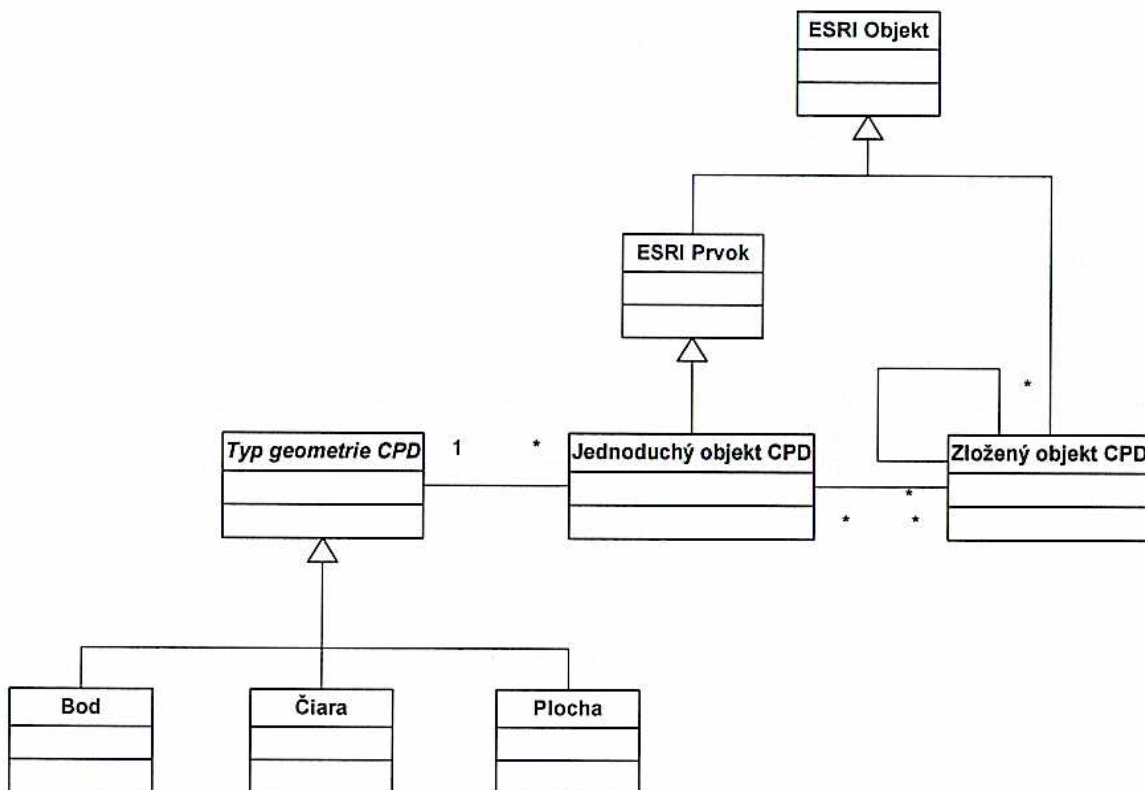 ESRI Objekt
ESRI Prvok
*
Typ geometrie CPD
1
*
Jednoduchý objekt CPD
Zložený objekt CPD
*
*
*
Bod
Čiara
Plocha